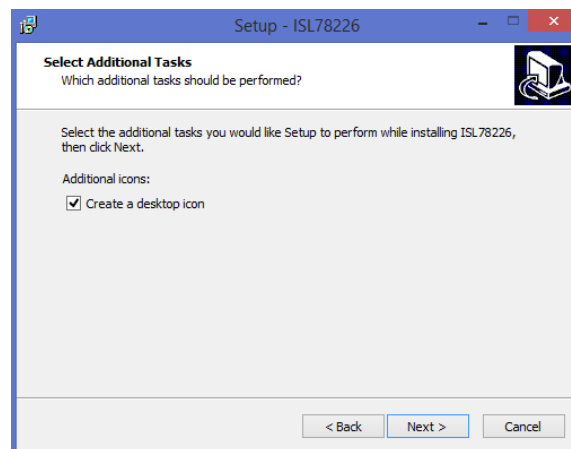 Setup - ISL78226
Select Additional Tasks
Which additional tasks should be performed?
Select the additional tasks you would like Setup to perform while installing ISL78226,
then click Next.
Additional icons:
Create a desktop icon
< Back
Next >
Cancel